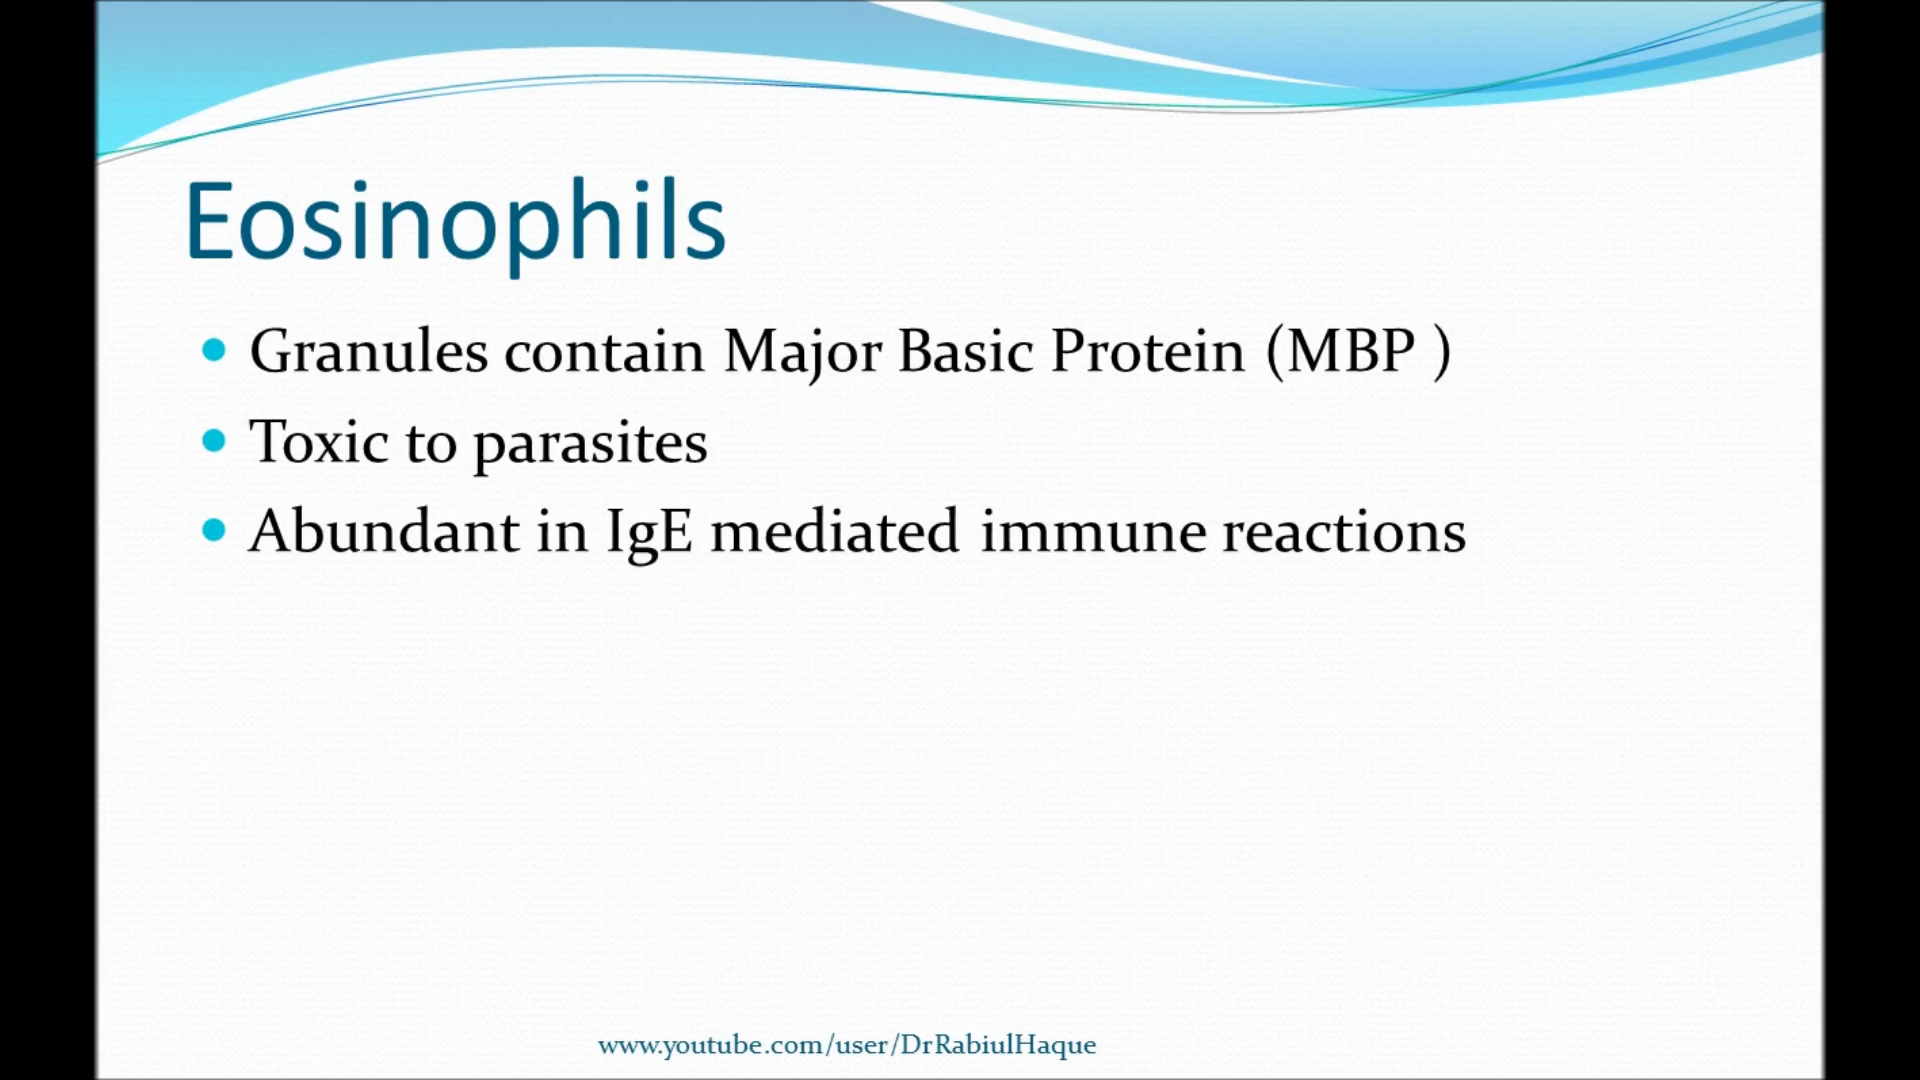 Eosinophils
Granules contain Major Basic Protein (MBP )
Toxic to parasites
Abundant in IgE mediated immune reactions
www.youtube.com/user/DrRabiulHaque